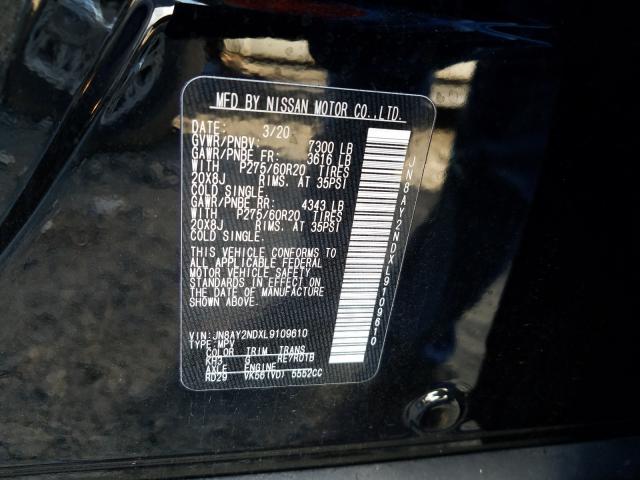 MFD BY NISSAN MOTOR CO.,LTD.
DATE: 3/20
GVWR/PNBV: 7300 LB
GAWR/PNBE FR: 3616 LB
WITH P275/60R20 TIRES
20X8J RIMS. AT 35PSI
COLD SINGLE.
GAWR/PNBE RR: 4343 LB
WITH P275/60R20 TIRES
20X8J RIMS. AT 35PSI
COLD SINGLE.
THIS VEHICLE CONFORMS TO
ALL APPLICABLE FEDERAL
MOTOR VEHICLE SAFETY
STANDARDS IN EFFECT ON
THE DATE OF MANUFACTURE
SHOWN ABOVE.
VIN: JN8AY2NDXL9109610
TYPE: MPV
COLOR TRIM TRANS
KH3 G RE7R01B
AXLE ENGINE
RD29 VK56(VD) 5552CC
JN8AY2NDXL9109610